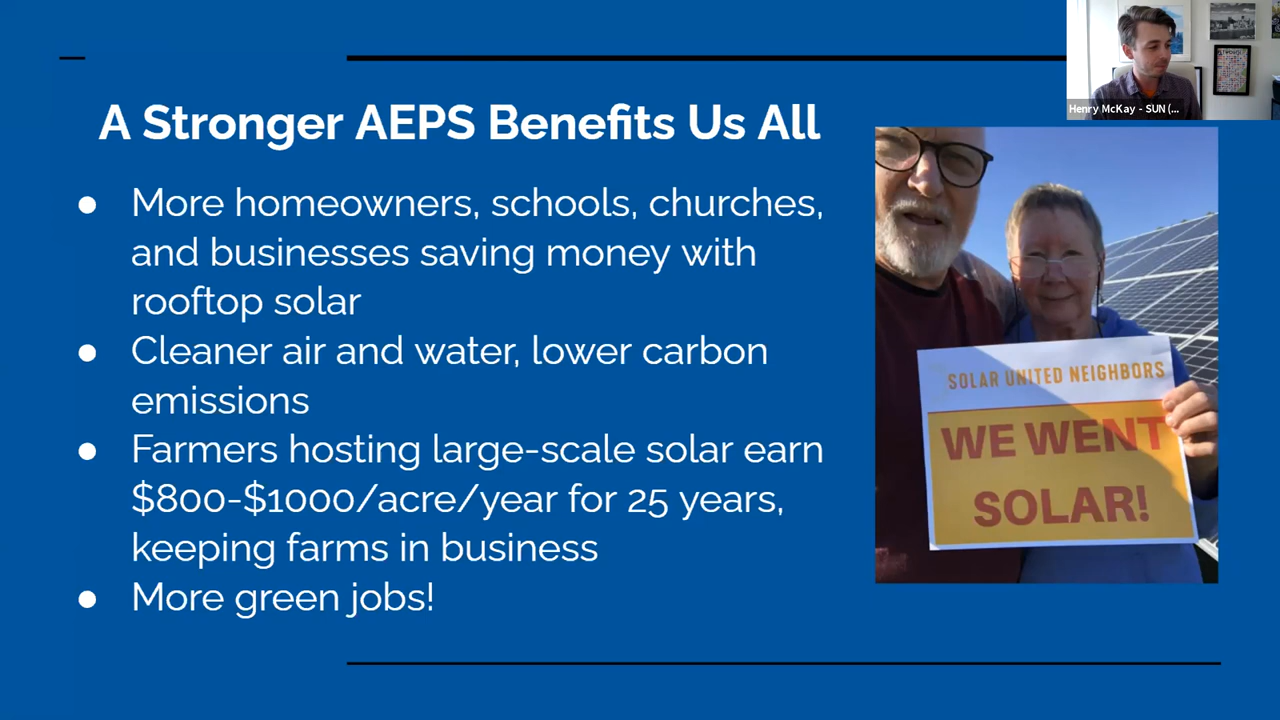 A Stronger AEPS Benefits Us All
● More homeowners, schools, churches,
and businesses saving money with
rooftop solar
● Cleaner air and water, lower carbon
emissions
● Farmers hosting large-scale solar earn
$800-$1000/acre/year for 25 years,
keeping farms in business
● More green jobs!
Henry McKay - SUN (...
SOLAR UNITED NEIGHBORS
WE WENT
SOLAR!